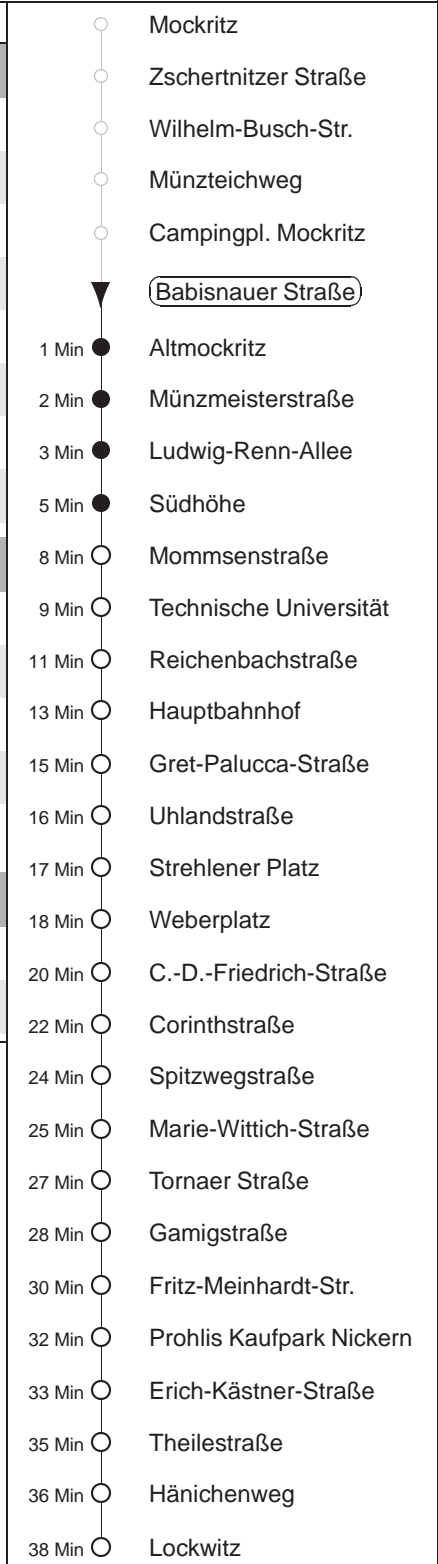 Mockritz
Zschertnitzer Straße
Wilhelm-Busch-Str.
Münzteichweg
Campingpl. Mockritz
Babisnauer Straße
1 Min Altmockritz
2 Min Münzmeisterstraße
3 Min Ludwig-Renn-Allee
5 Min Südhöhe
8 Min Mommsenstraße
9 Min Technische Universität
11 Min Reichenbachstraße
13 Min Hauptbahnhof
15 Min Gret-Palucca-Straße
16 Min Uhlandstraße
17 Min Strehlener Platz
18 Min Weberplatz
20 Min C.-D.-Friedrich-Straße
22 Min Corinthstraße
24 Min Spitzwegstraße
25 Min Marie-Wittich-Straße
27 Min Tornaer Straße
28 Min Gamigstraße
30 Min Fritz-Meinhardt-Str.
32 Min Prohlis Kaufpark Nickern
33 Min Erich-Kästner-Straße
35 Min Theilestraße
36 Min Hänichenweg
38 Min Lockwitz